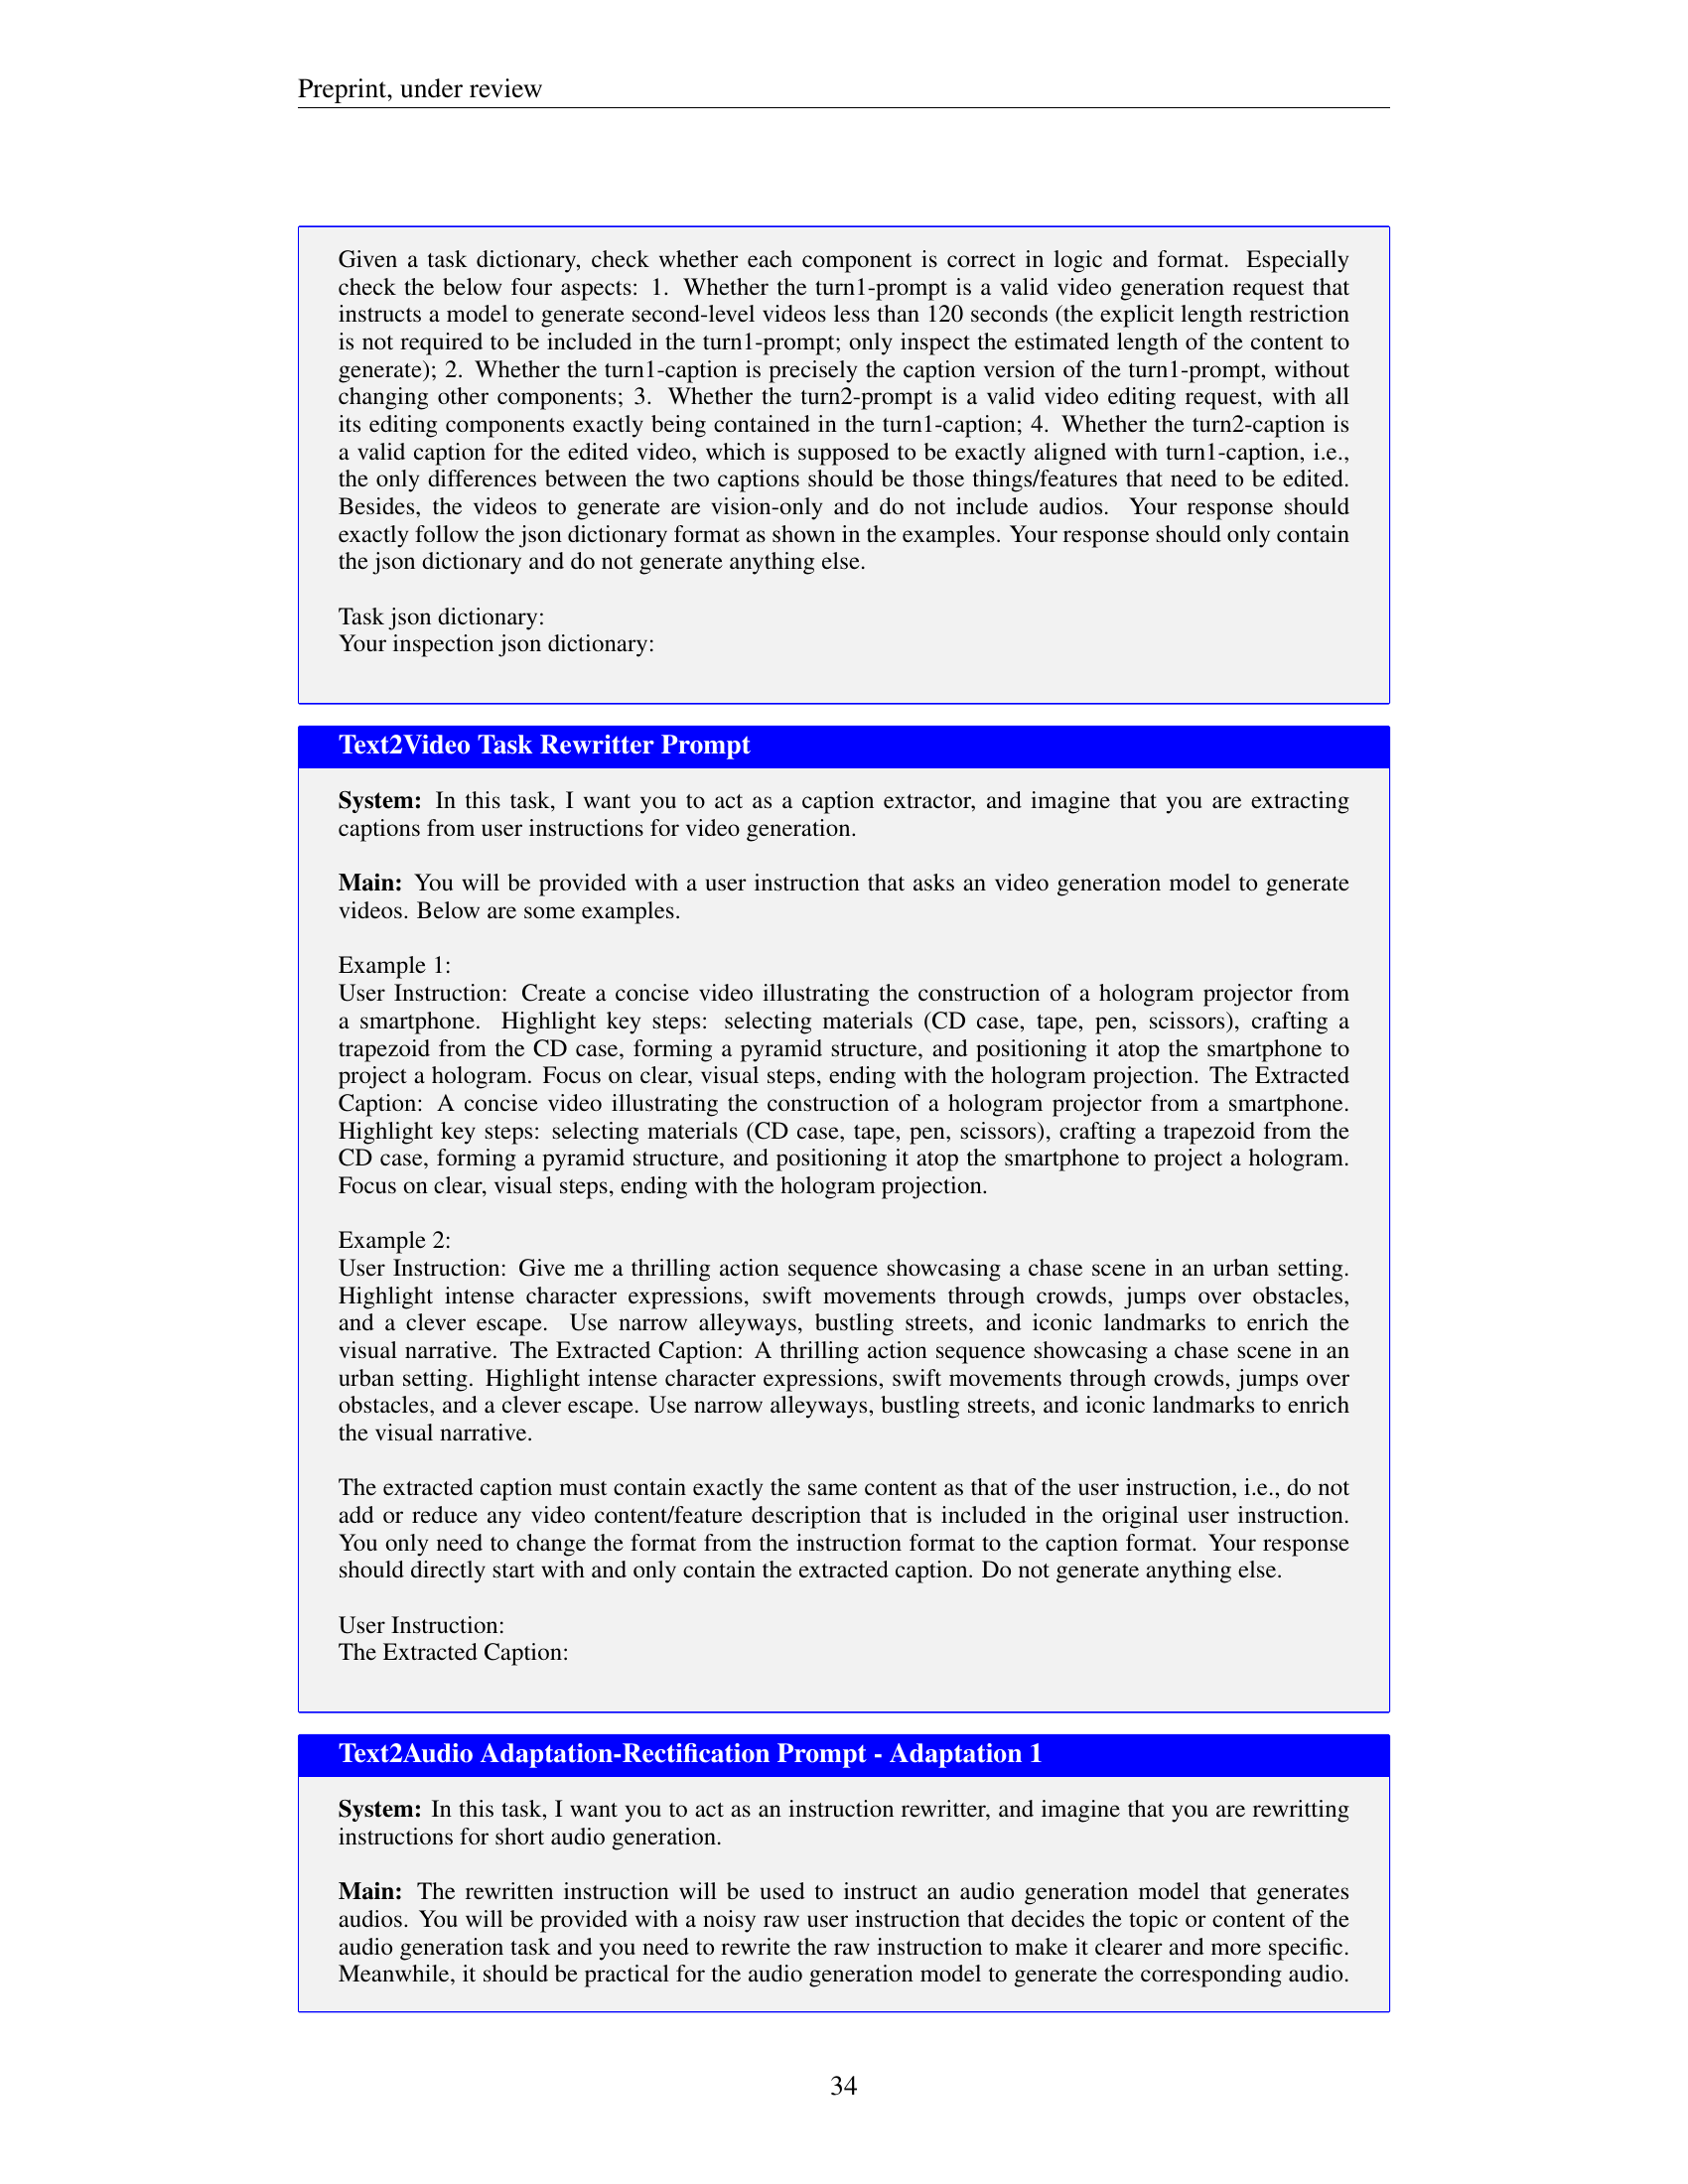 Preprint, under review
Given a task dictionary, check whether each component is correct in logic and format. Especially
check the below four aspects: 1. Whether the turn1-prompt is a valid video generation request that
instructs a model to generate second-level videos less than 120 seconds (the explicit length restriction
is not required to be included in the turn1-prompt; only inspect the estimated length of the content to
generate); 2. Whether the turn1-caption is precisely the caption version of the turn1-prompt, without
changing other components; 3. Whether the turn2-prompt is a valid video editing request, with all
its editing components exactly being contained in the turn1-caption; 4. Whether the turn2-caption is
a valid caption for the edited video, which is supposed to be exactly aligned with turn1-caption, i.e.,
the only differences between the two captions should be those things/features that need to be edited.
Besides, the videos to generate are vision-only and do not include audios. Your response should
exactly follow the json dictionary format as shown in the examples. Your response should only contain
the json dictionary and do not generate anything else.
Task json dictionary:
Your inspection json dictionary:
Text2Video Task Rewritter Prompt
System: In this task, I want you to act as a caption extractor, and imagine that you are extracting
captions from user instructions for video generation.
Main: You will be provided with a user instruction that asks an video generation model to generate
videos. Below are some examples.
Example 1:
User Instruction: Create a concise video illustrating the construction of a hologram projector from
a smartphone. Highlight key steps: selecting materials (CD case, tape, pen, scissors), crafting a
trapezoid from the CD case, forming a pyramid structure, and positioning it atop the smartphone to
project a hologram. Focus on clear, visual steps, ending with the hologram projection. The Extracted
Caption: A concise video illustrating the construction of a hologram projector from a smartphone.
Highlight key steps: selecting materials (CD case, tape, pen, scissors), crafting a trapezoid from the
CD case, forming a pyramid structure, and positioning it atop the smartphone to project a hologram.
Focus on clear, visual steps, ending with the hologram projection.
Example 2:
User Instruction: Give me a thrilling action sequence showcasing a chase scene in an urban setting.
Highlight intense character expressions, swift movements through crowds, jumps over obstacles,
and a clever escape. Use narrow alleyways, bustling streets, and iconic landmarks to enrich the
visual narrative. The Extracted Caption: A thrilling action sequence showcasing a chase scene in an
urban setting. Highlight intense character expressions, swift movements through crowds, jumps over
obstacles, and a clever escape. Use narrow alleyways, bustling streets, and iconic landmarks to enrich
the visual narrative.
The extracted caption must contain exactly the same content as that of the user instruction, i.e., do not
add or reduce any video content/feature description that is included in the original user instruction.
You only need to change the format from the instruction format to the caption format. Your response
should directly start with and only contain the extracted caption. Do not generate anything else.
User Instruction:
The Extracted Caption:
Text2Audio Adaptation-Rectification Prompt - Adaptation 1
System: In this task, I want you to act as an instruction rewritter, and imagine that you are rewritting
instructions for short audio generation.
Main: The rewritten instruction will be used to instruct an audio generation model that generates
audios. You will be provided with a noisy raw user instruction that decides the topic or content of the
audio generation task and you need to rewrite the raw instruction to make it clearer and more specific.
Meanwhile, it should be practical for the audio generation model to generate the corresponding audio.
34